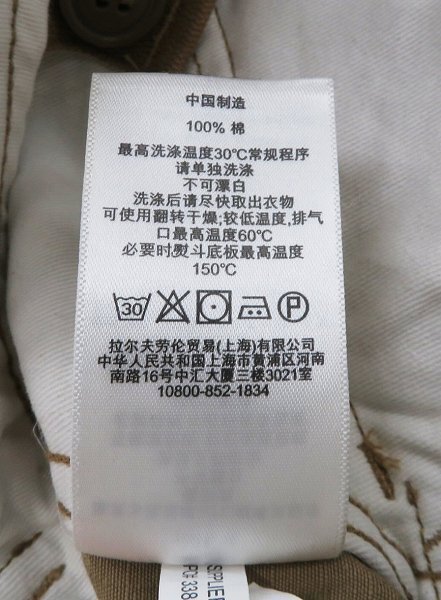 中国制造
100% 棉
最高洗涤温度30℃常规程序
请单独洗涤
不可漂白
洗涤后请尽快取出衣物
可使用翻转干燥;较低温度,排气
口最高温度60℃
必要时熨斗底板最高温度
150℃
30
P
拉尔夫劳伦贸易(上海)有限公司
中华人民共和国上海市黄浦区河南
南路16号中汇大厦三楼3021室
10800-852-1834